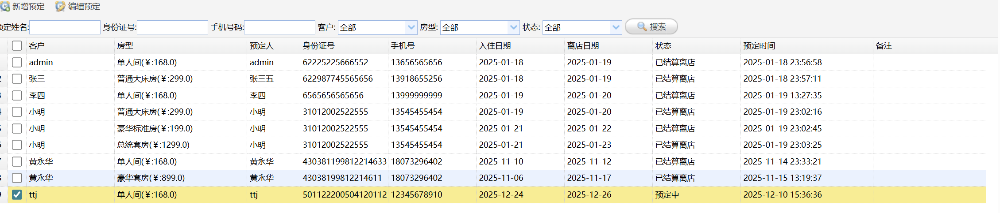 新增预定 编辑预定
预定姓名: 身份证号: 手机号码: 客户: 全部 房型: 全部 状态: 全部 搜索
客户 房型 预定人 身份证号 手机号 入住日期 离店日期 状态 预定时间 备注
admin 单人间(¥:168.0) admin 62225225666552 13656565656 2025-01-18 2025-01-19 已结算离店 2025-01-18 23:56:58
2 张三 普通大床房(¥:299.0) 张三五 622987745565656 13918655256 2025-01-18 2025-01-19 已结算离店 2025-01-18 23:57:11
3 李四 单人间(¥:168.0) 李四 6565656565656 13999999999 2025-01-19 2025-01-20 已结算离店 2025-01-19 13:27:35
4 小明 普通大床房(¥:299.0) 小明 31012002522555 13545455454 2025-01-19 2025-01-20 已结算离店 2025-01-19 23:02:16
5 小明 豪华标准房(¥:199.0) 小明 31012002522555 13545455454 2025-01-21 2025-01-22 已结算离店 2025-01-19 23:02:45
6 小明 总统套房(¥:1299.0) 小明 31012002522555 13545455454 2025-01-21 2025-01-23 已结算离店 2025-01-19 23:03:25
7 黄永华 单人间(¥:168.0) 黄永华 430381199812214633 18073296402 2025-11-10 2025-11-12 已结算离店 2025-11-14 23:33:21
8 黄永华 豪华套房(¥:899.0) 黄永华 43038199812214611 18073296402 2025-11-06 2025-11-17 已结算离店 2025-11-15 13:19:37
9 ttj 单人间(¥:168.0) ttj 501122200504120112 12345678910 2025-12-24 2025-12-26 预定中 2025-12-10 15:36:36